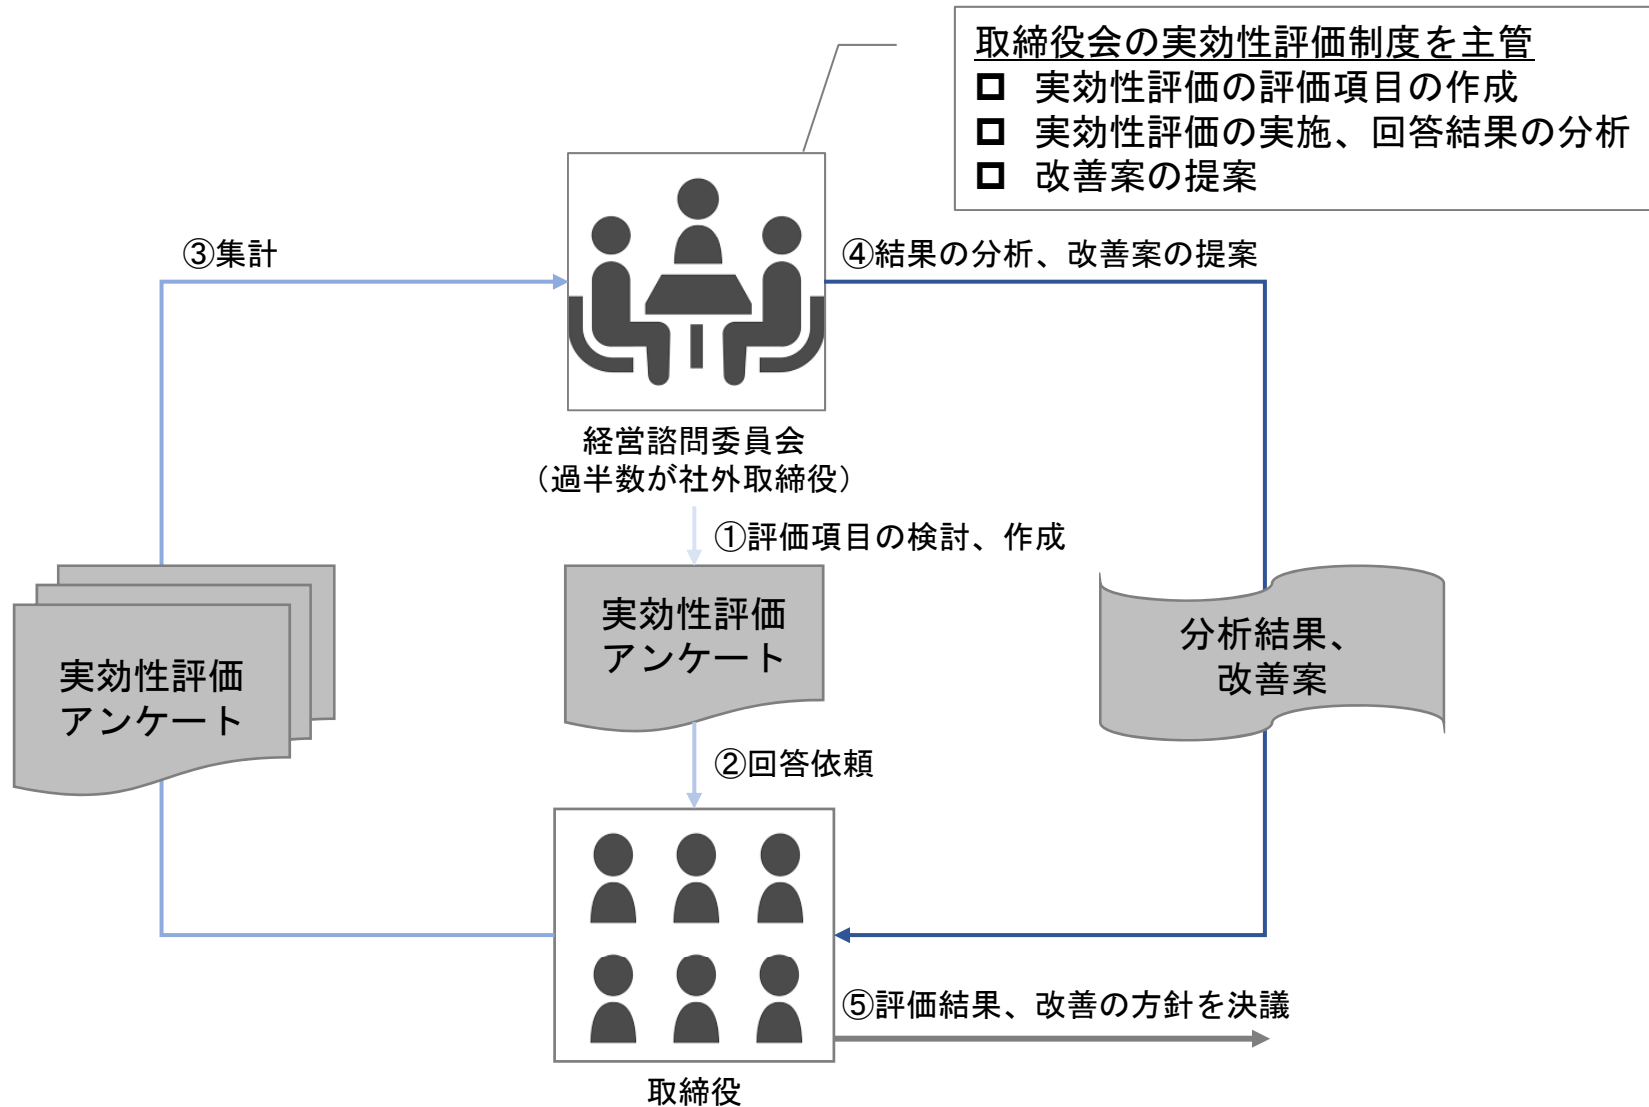 取締役会の実効性評価制度を主管
実効性評価の評価項目の作成
実効性評価の実施、回答結果の分析
改善案の提案
③集計
④結果の分析、改善案の提案
経営諮問委員会
（過半数が社外取締役）
①評価項目の検討、作成
実効性評価
アンケート
実効性評価
アンケート
分析結果、
改善案
②回答依頼
⑤評価結果、改善の方針を決議
取締役